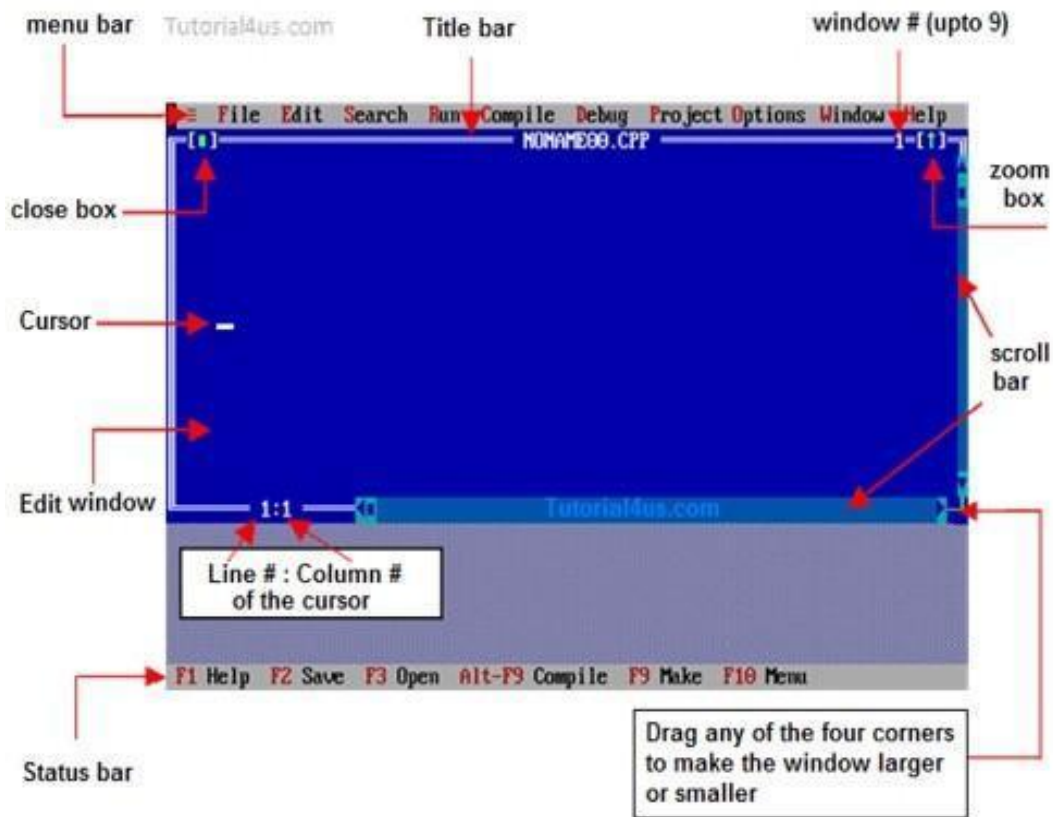 menu bar
Tutorial4us.com
Title bar
window # (upto 9)
≡ File Edit Search Run Compile Debug Project Options Window Help
[■] NONAME00.CPP 1-[↑]
zoom
box
close box
Cursor
scroll
bar
Edit window
1:1
Tutorial4us.com
Line # : Column #
of the cursor
F1 Help F2 Save F3 Open Alt-F9 Compile F9 Make F10 Menu
Status bar
Drag any of the four corners
to make the window larger
or smaller